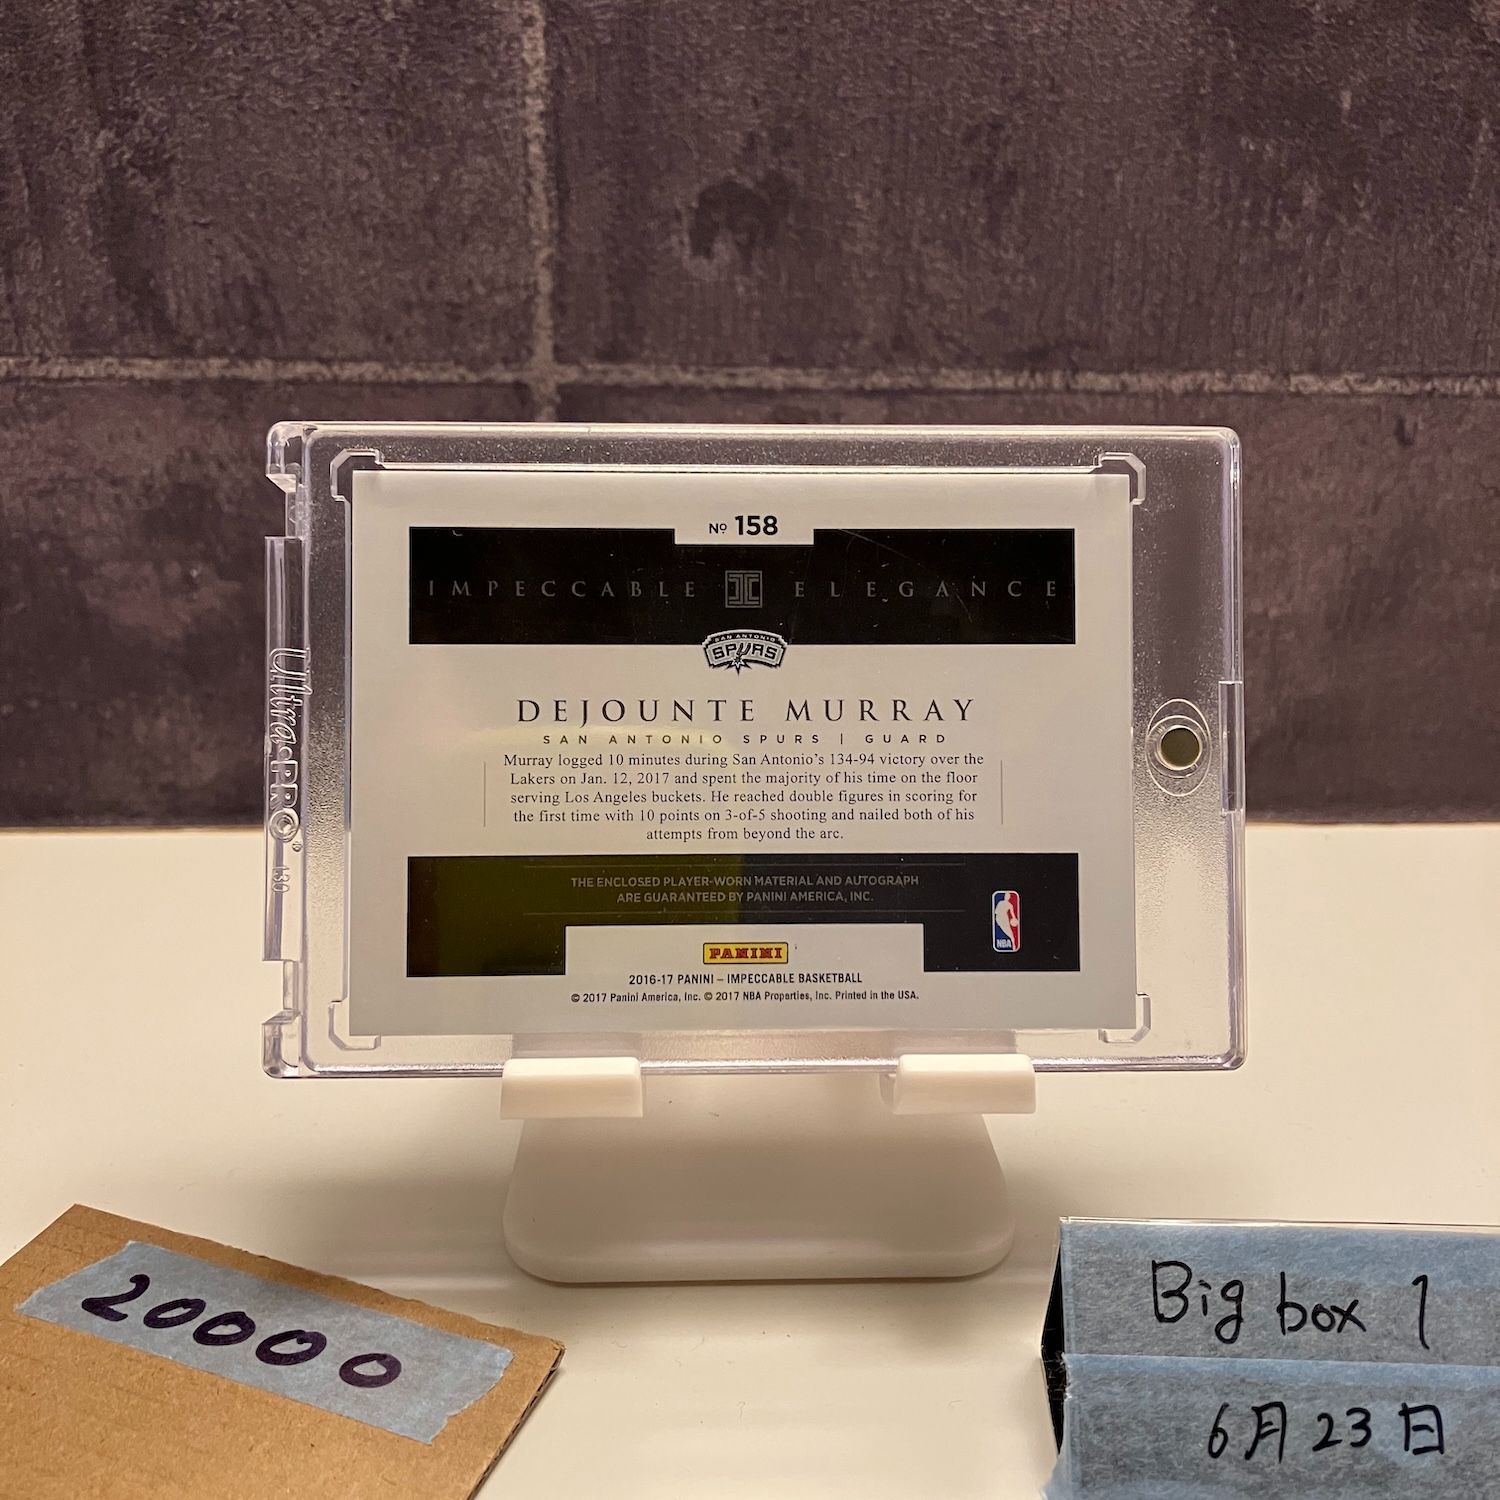 Nº 158
IMPECCABLE ELEGANCE
SAN ANTONIO
SPURS
DEJOUNTE MURRAY
SAN ANTONIO SPURS | GUARD
Murray logged 10 minutes during San Antonio's 134-94 victory over the
Lakers on Jan. 12, 2017 and spent the majority of his time on the floor
serving Los Angeles buckets. He reached double figures in scoring for
the first time with 10 points on 3-of-5 shooting and nailed both of his
attempts from beyond the arc.
THE ENCLOSED PLAYER-WORN MATERIAL AND AUTOGRAPH
ARE GUARANTEED BY PANINI AMERICA, INC.
NBA
PANINI
2016-17 PANINI – IMPECCABLE BASKETBALL
© 2017 Panini America, Inc. © 2017 NBA Properties, Inc. Printed in the USA.
Ultra•PRO® 130
20000
Big box 1
6月23日